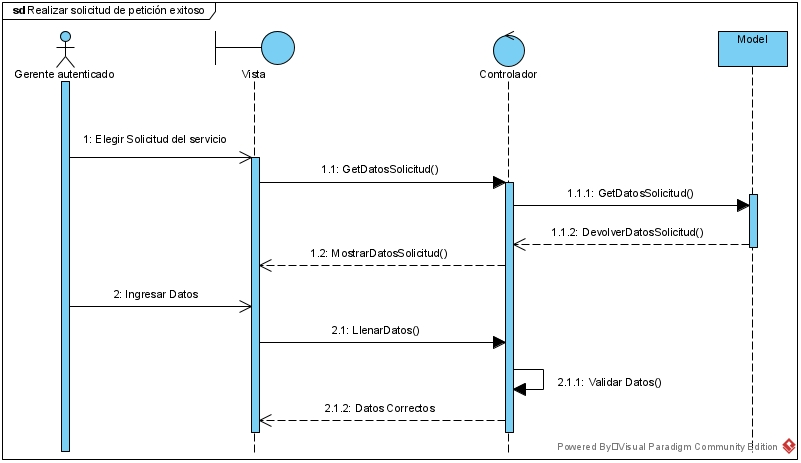 sd Realizar solicitud de petición exitoso
Gerente autenticado
Vista
Controlador
Model
1: Elegir Solicitud del servicio
1.1: GetDatosSolicitud()
1.1.1: GetDatosSolicitud()
1.1.2: DevolverDatosSolicitud()
1.2: MostrarDatosSolicitud()
2: Ingresar Datos
2.1: LlenarDatos()
2.1.1: Validar Datos()
2.1.2: Datos Correctos
Powered By□Visual Paradigm Community Edition